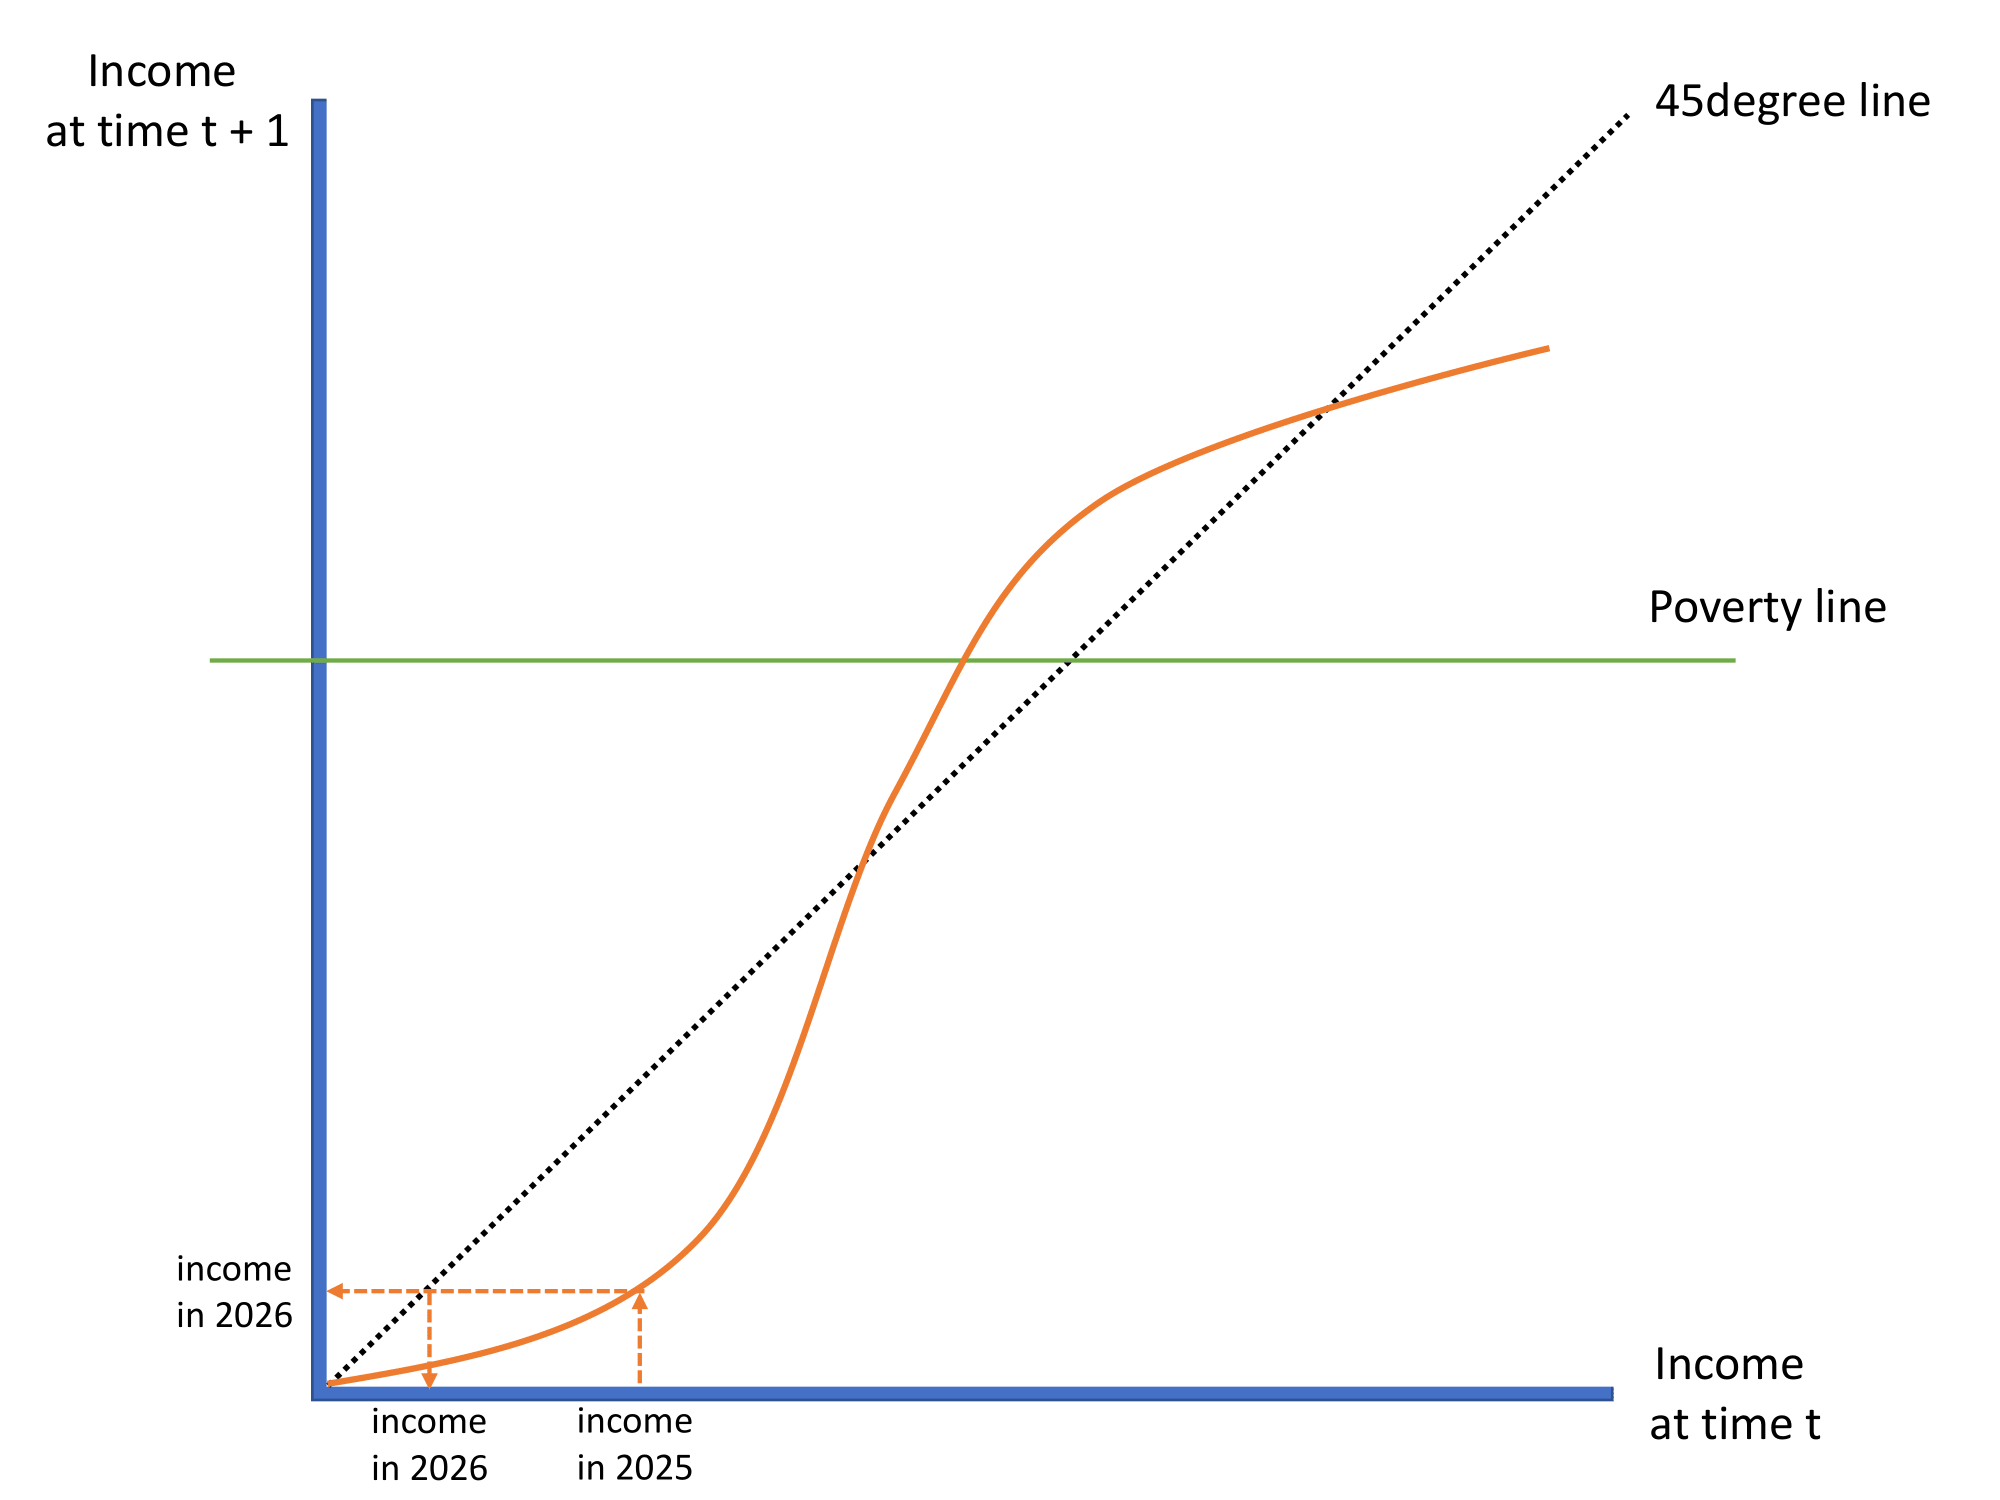 Income
at time t + 1
45degree line
Poverty line
income
in 2026
Income
at time t
income
in 2026
income
in 2025